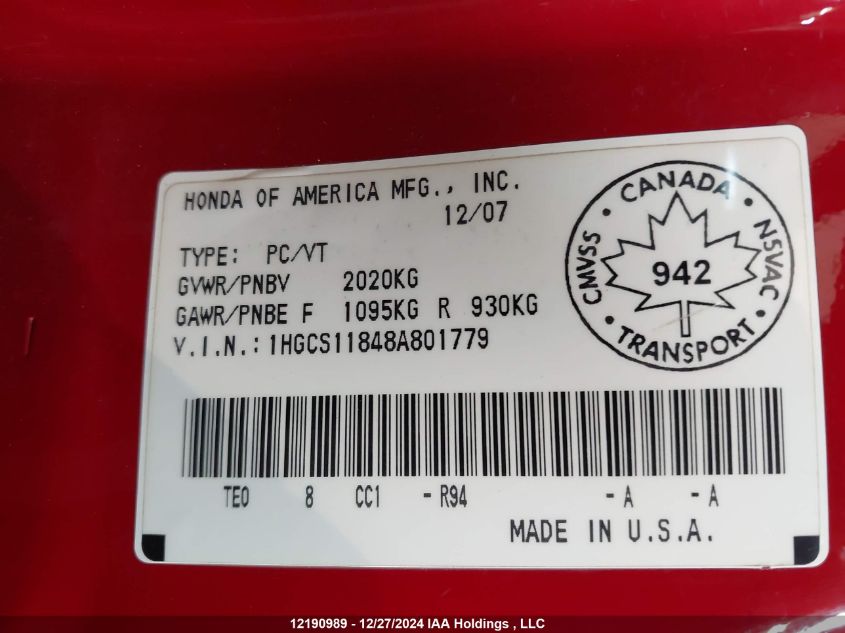 HONDA OF AMERICA MFG., INC.
12/07
TYPE: PC/VT
GVWR/PNBV 2020KG
GAWR/PNBE F 1095KG R 930KG
V.I.N.: 1HGCS11848A801779
CANADA • NSVAC • TRANSPORT • CMVSS •
942
TE0 8 CC1 - R94 - A - A
MADE IN U.S.A.
12190989 - 12/27/2024 IAA Holdings , LLC